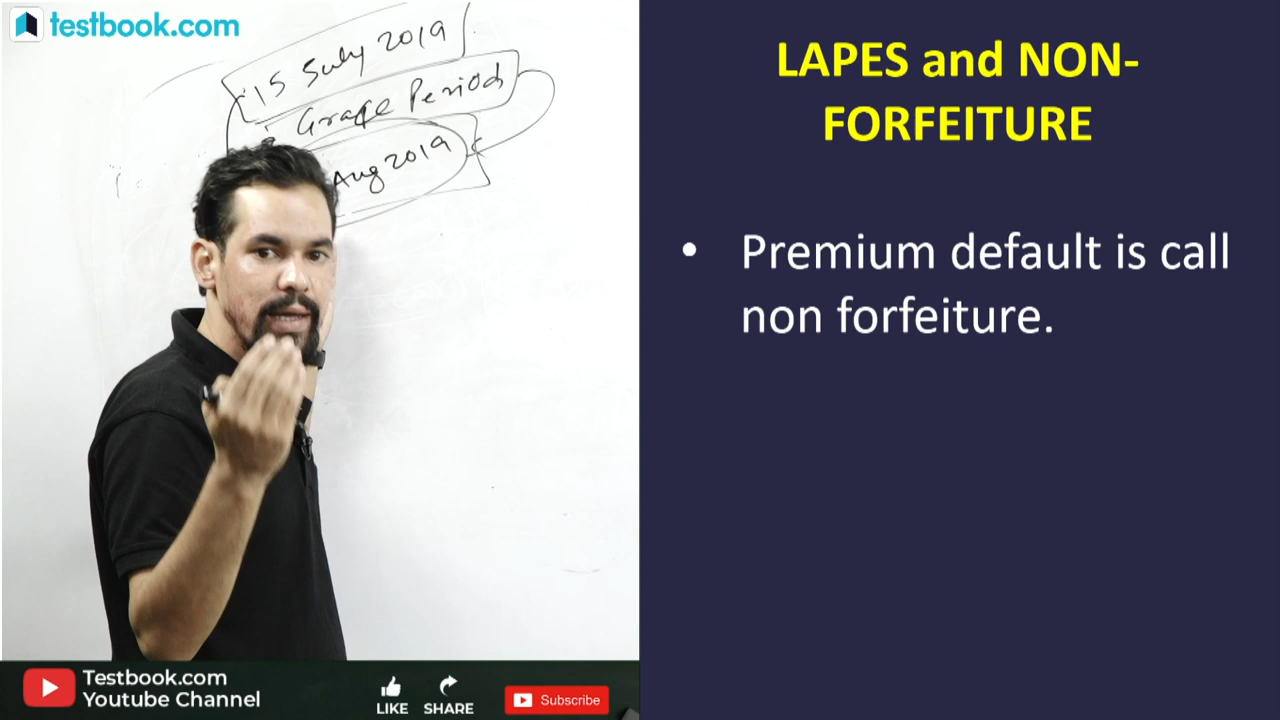 testbook.com
15 July 2019
Grace Period
Aug 2019
LAPES and NON-
FORFEITURE
• Premium default is call
non forfeiture.
Testbook.com
Youtube Channel
LIKE
SHARE
Subscribe